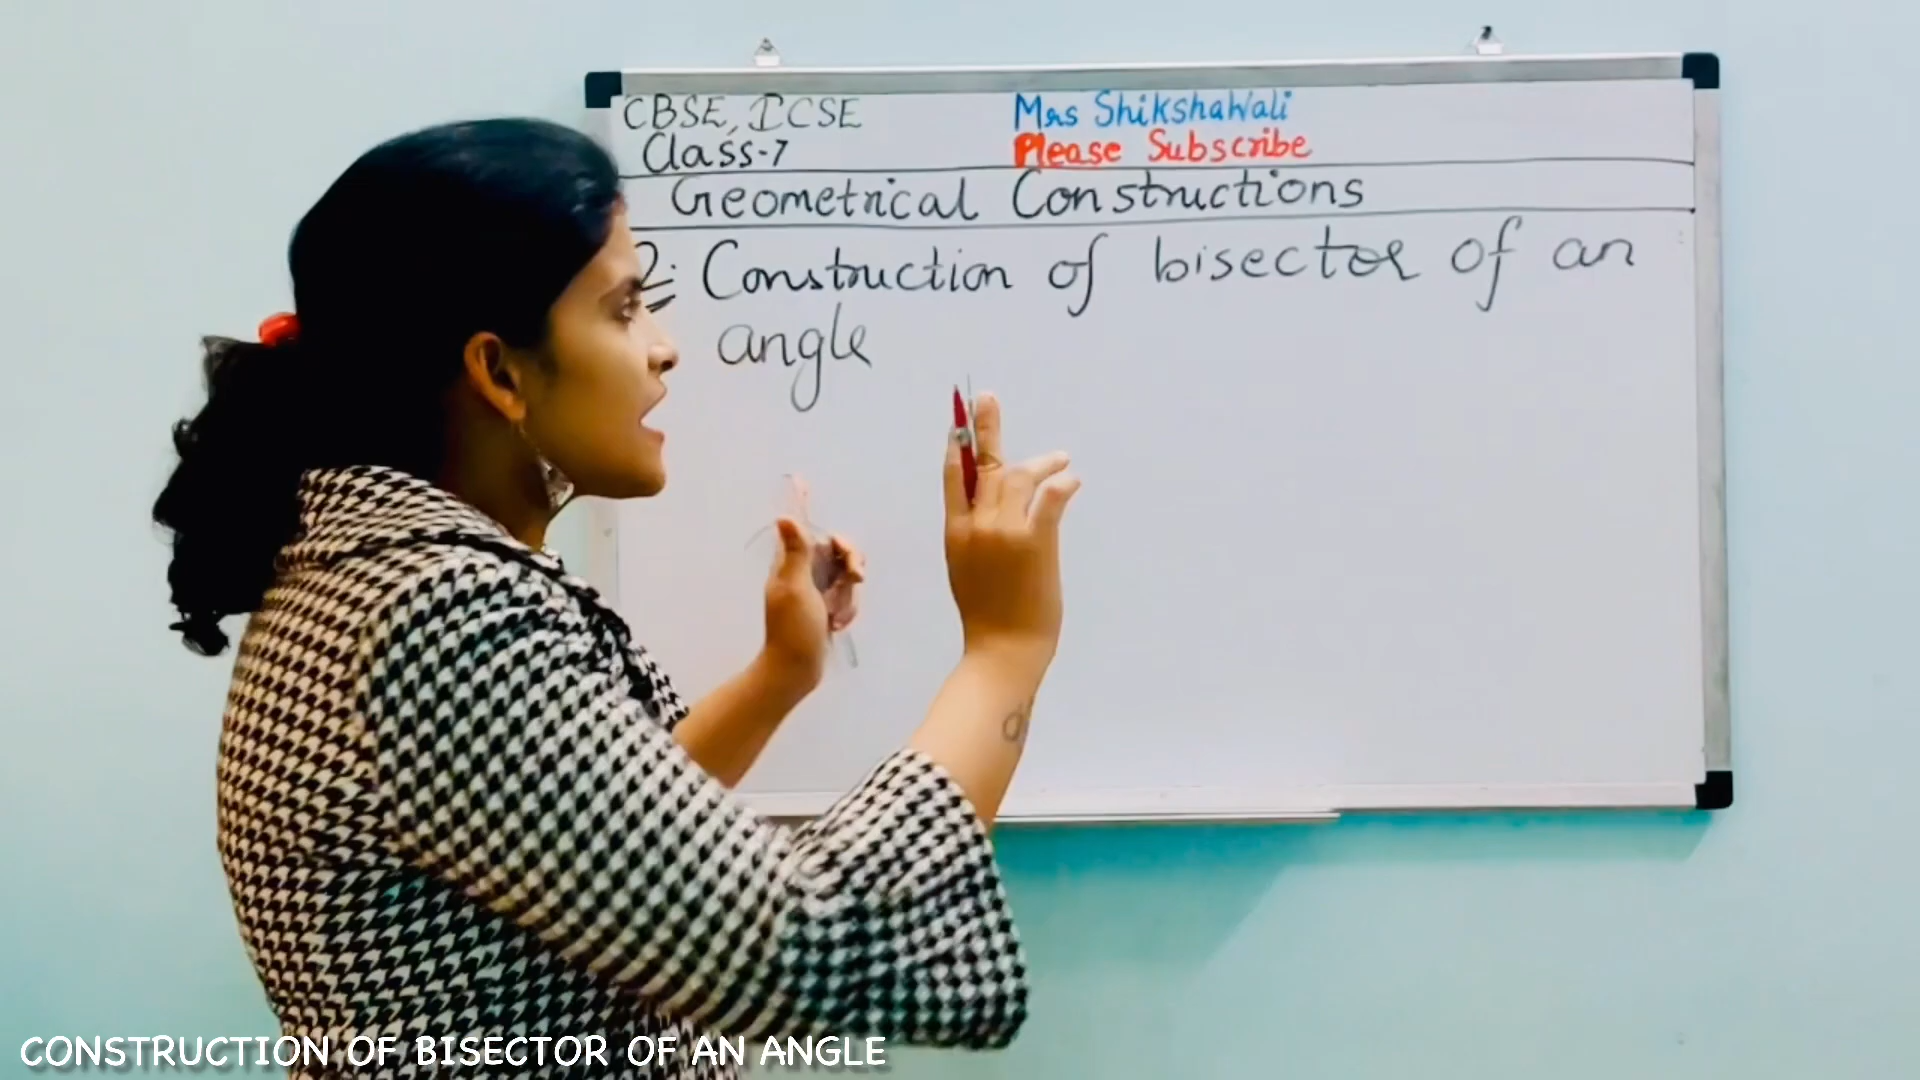 CBSE, ICSE
Class-7
Mrs ShikshaWali
Please Subscribe
Geometrical Constructions
2. Construction of bisector of an
angle
CONSTRUCTION OF BISECTOR OF AN ANGLE